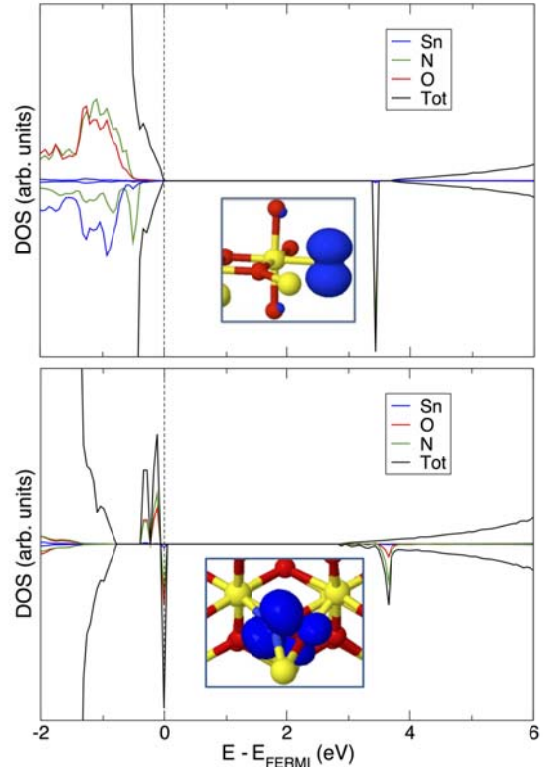 DOS (arb. units)
Sn
N
O
Tot
DOS (arb. units)
Sn
O
N
Tot
-2 0 2 4 6
E - E_FERMI (eV)